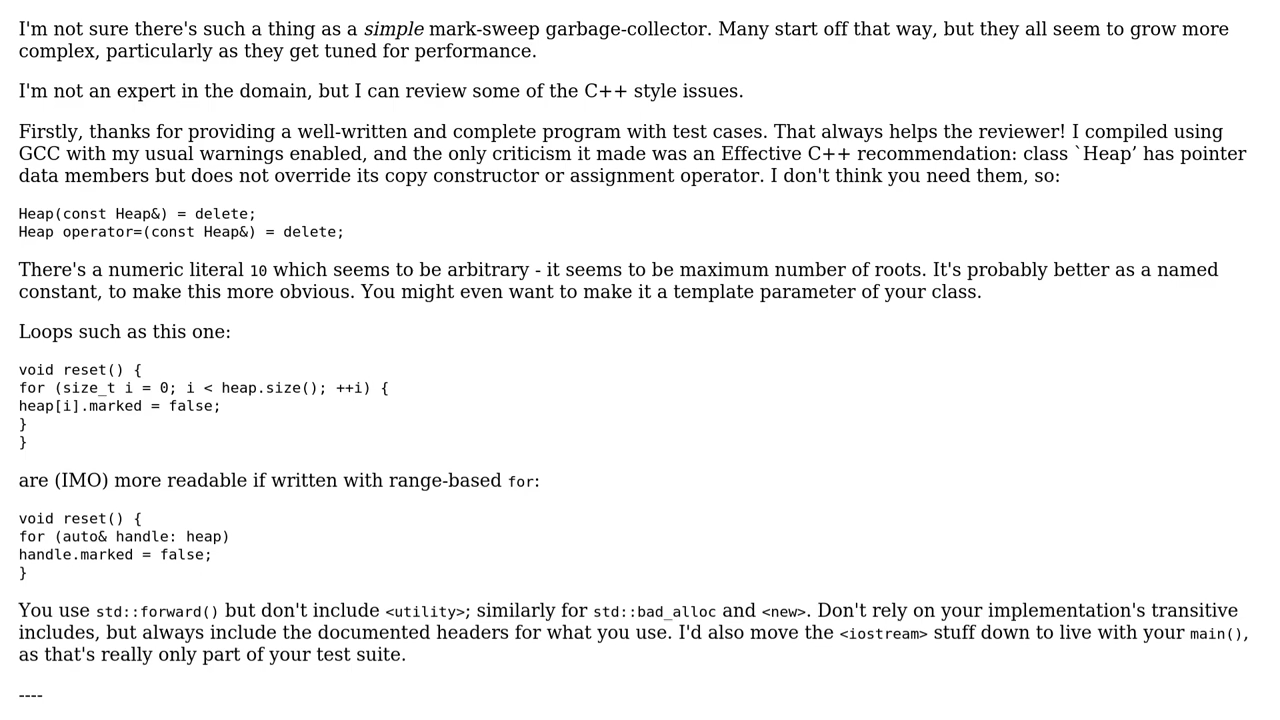 I'm not sure there's such a thing as a simple mark-sweep garbage-collector. Many start off that way, but they all seem to grow more
complex, particularly as they get tuned for performance.
I'm not an expert in the domain, but I can review some of the C++ style issues.
Firstly, thanks for providing a well-written and complete program with test cases. That always helps the reviewer! I compiled using
GCC with my usual warnings enabled, and the only criticism it made was an Effective C++ recommendation: class `Heap’ has pointer
data members but does not override its copy constructor or assignment operator. I don't think you need them, so:
Heap(const Heap&) = delete;
Heap operator=(const Heap&) = delete;
There's a numeric literal 10 which seems to be arbitrary - it seems to be maximum number of roots. It's probably better as a named
constant, to make this more obvious. You might even want to make it a template parameter of your class.
Loops such as this one:
void reset() {
for (size_t i = 0; i < heap.size(); ++i) {
heap[i].marked = false;
}
}
are (IMO) more readable if written with range-based for:
void reset() {
for (auto& handle: heap)
handle.marked = false;
}
You use std::forward() but don't include <utility>; similarly for std::bad_alloc and <new>. Don't rely on your implementation's transitive
includes, but always include the documented headers for what you use. I'd also move the <iostream> stuff down to live with your main(),
as that's really only part of your test suite.
----